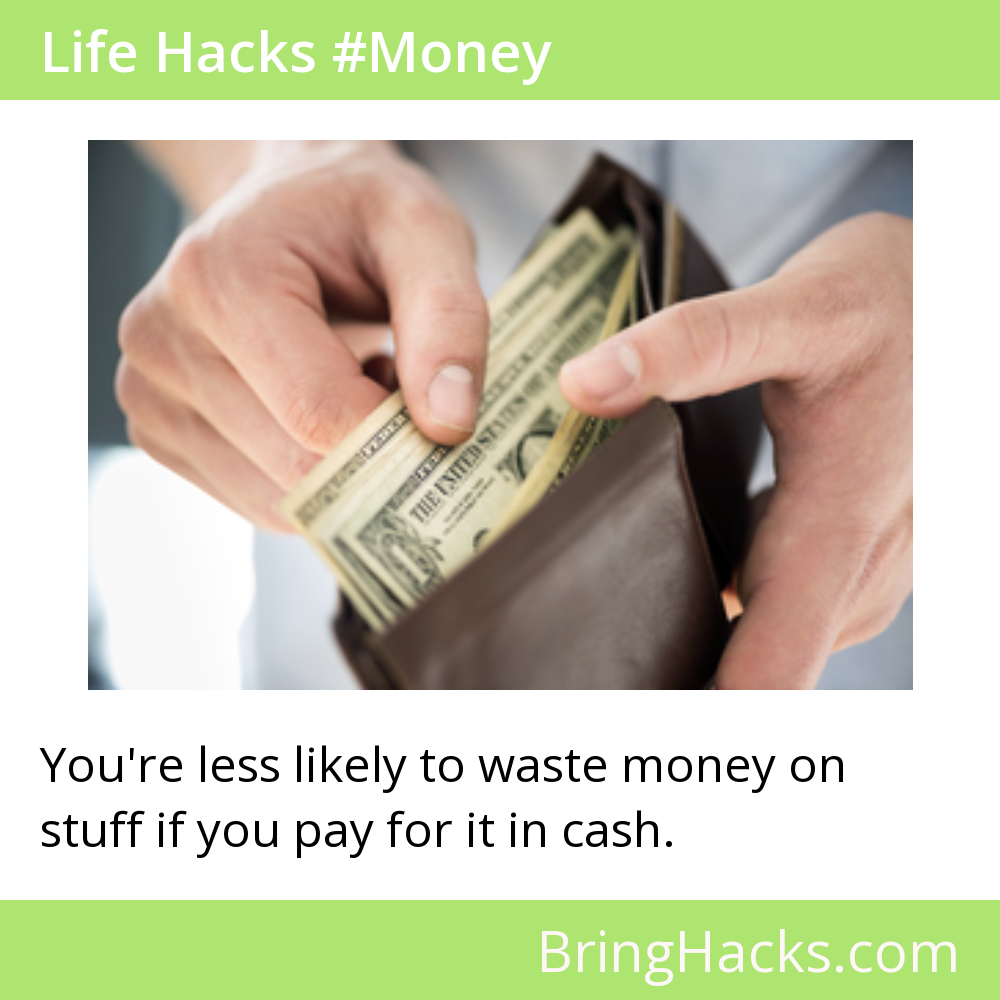 Life Hacks #Money
THE UNITED STATES OF AMERICA
You're less likely to waste money on
stuff if you pay for it in cash.
BringHacks.com